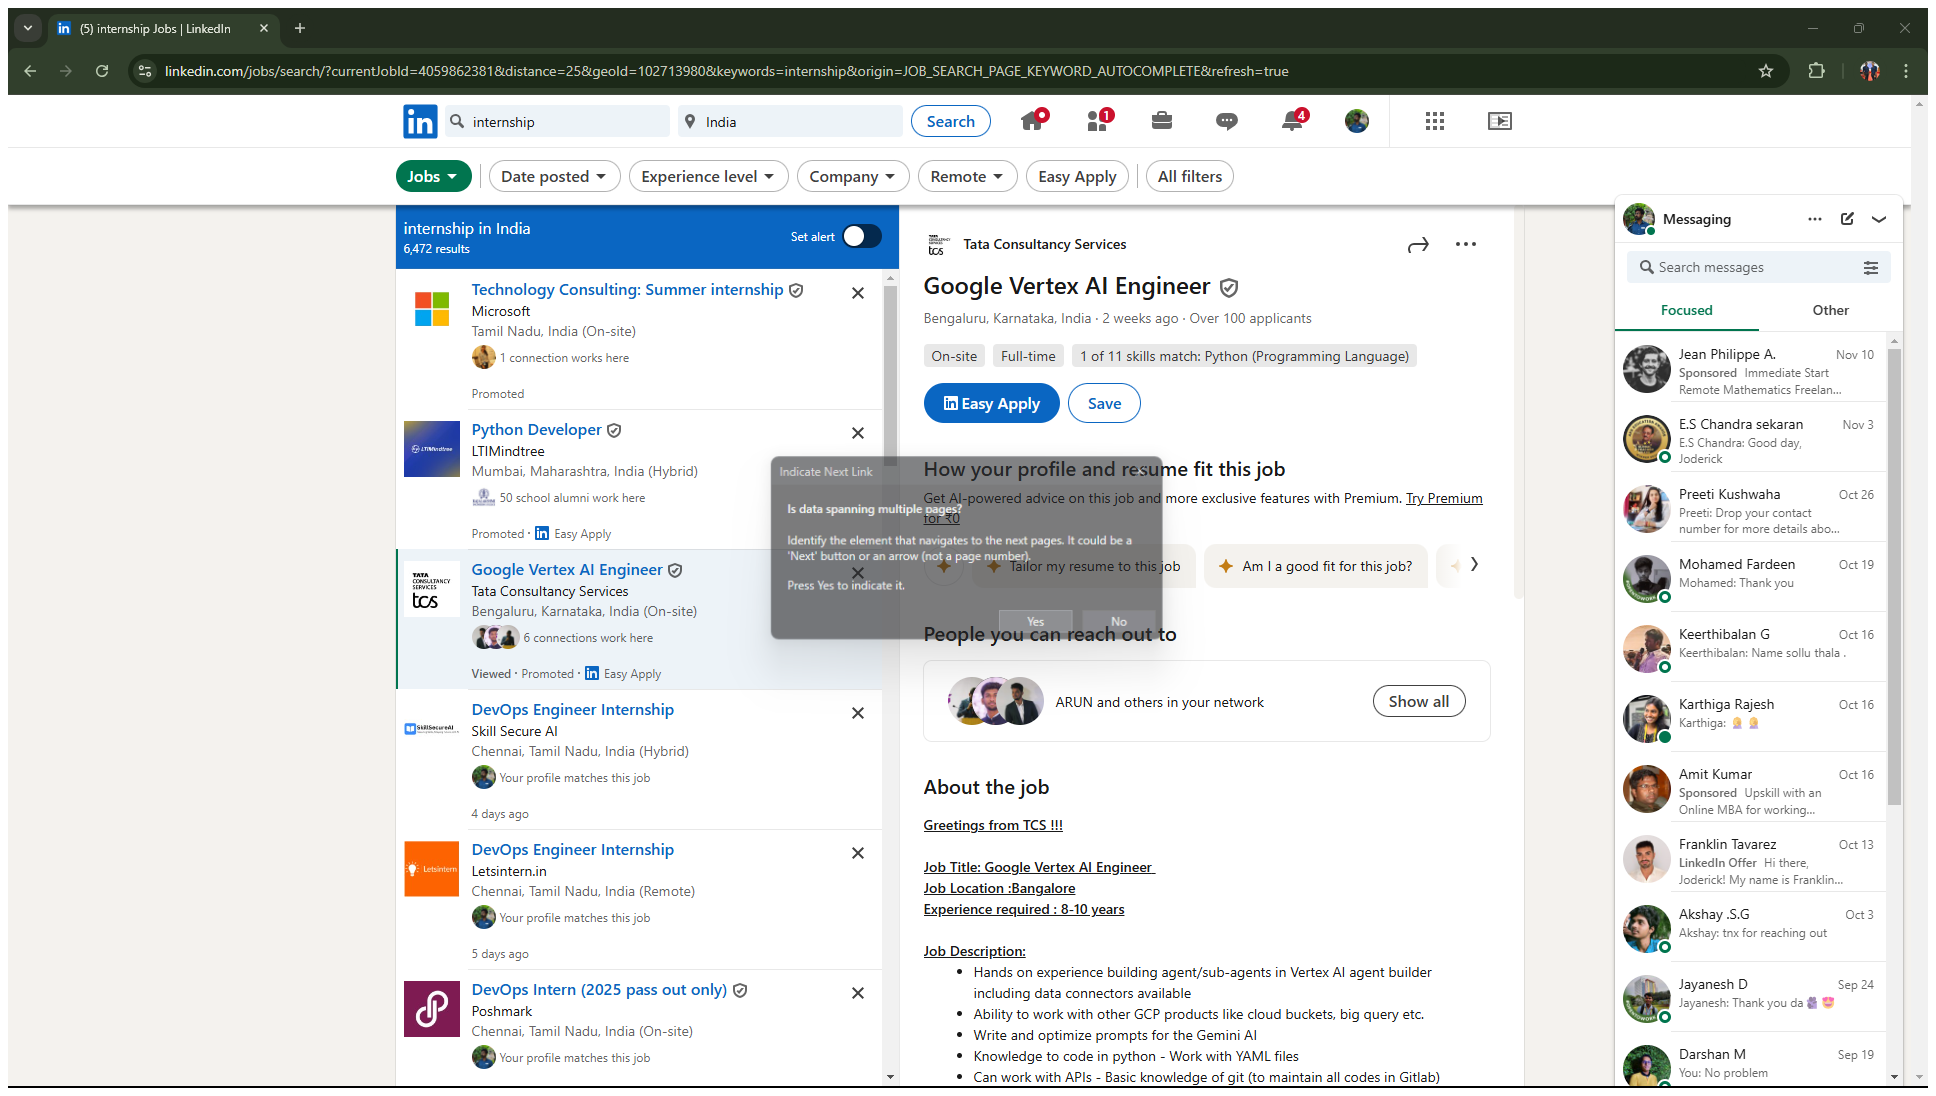 (5) internship Jobs | LinkedIn
linkedin.com/jobs/search/?currentJobId=4059862381&distance=25&geoId=102713980&keywords=internship&origin=JOB_SEARCH_PAGE_KEYWORD_AUTOCOMPLETE&refresh=true
in
internship
India
Search
1
4
Jobs
Date posted
Experience level
Company
Remote
Easy Apply
All filters
internship in India
6,472 results
Set alert
Technology Consulting: Summer internship
Microsoft
Tamil Nadu, India (On-site)
1 connection works here
Promoted
LTIMindtree
Python Developer
LTIMindtree
Mumbai, Maharashtra, India (Hybrid)
50 school alumni work here
Promoted · in Easy Apply
TATA
CONSULTANCY
SERVICES
tcs
Google Vertex AI Engineer
Tata Consultancy Services
Bengaluru, Karnataka, India (On-site)
6 connections work here
Viewed · Promoted · in Easy Apply
SkillSecureAI
DevOps Engineer Internship
Skill Secure AI
Chennai, Tamil Nadu, India (Hybrid)
Your profile matches this job
4 days ago
Letsintern
DevOps Engineer Internship
Letsintern.in
Chennai, Tamil Nadu, India (Remote)
Your profile matches this job
5 days ago
DevOps Intern (2025 pass out only)
Poshmark
Chennai, Tamil Nadu, India (On-site)
Your profile matches this job
TATA
CONSULTANCY
SERVICES
tcs
Tata Consultancy Services
Google Vertex AI Engineer
Bengaluru, Karnataka, India · 2 weeks ago · Over 100 applicants
On-site
Full-time
1 of 11 skills match: Python (Programming Language)
in Easy Apply
Save
How your profile and resume fit this job
Get AI-powered advice on this job and more exclusive features with Premium. Try Premium
for ₹0
Tailor my resume to this job
Am I a good fit for this job?
Indicate Next Link
Is data spanning multiple pages?
Identify the element that navigates to the next pages. It could be a
'Next' button or an arrow (not a page number).
Press Yes to indicate it.
Yes
No
People you can reach out to
ARUN and others in your network
Show all
About the job
Greetings from TCS !!!
Job Title: Google Vertex AI Engineer
Job Location :Bangalore
Experience required : 8-10 years
Job Description:
• Hands on experience building agent/sub-agents in Vertex AI agent builder
including data connectors available
• Ability to work with other GCP products like cloud buckets, big query etc.
• Write and optimize prompts for the Gemini AI
• Knowledge to code in python - Work with YAML files
• Can work with APIs - Basic knowledge of git (to maintain all codes in Gitlab)
Messaging
Search messages
Focused
Other
Jean Philippe A.
Nov 10
Sponsored Immediate Start
Remote Mathematics Freelan...
E.S Chandra sekaran
Nov 3
E.S Chandra: Good day,
Joderick
Preeti Kushwaha
Oct 26
Preeti: Drop your contact
number for more details abo...
Mohamed Fardeen
Oct 19
Mohamed: Thank you
Keerthibalan G
Oct 16
Keerthibalan: Name sollu thala .
Karthiga Rajesh
Oct 16
Karthiga:
Amit Kumar
Oct 16
Sponsored Upskill with an
Online MBA for working...
Franklin Tavarez
Oct 13
LinkedIn Offer Hi there,
Joderick! My name is Franklin...
Akshay .S.G
Oct 3
Akshay: tnx for reaching out
Jayanesh D
Sep 24
Jayanesh: Thank you da
Darshan M
Sep 19
You: No problem